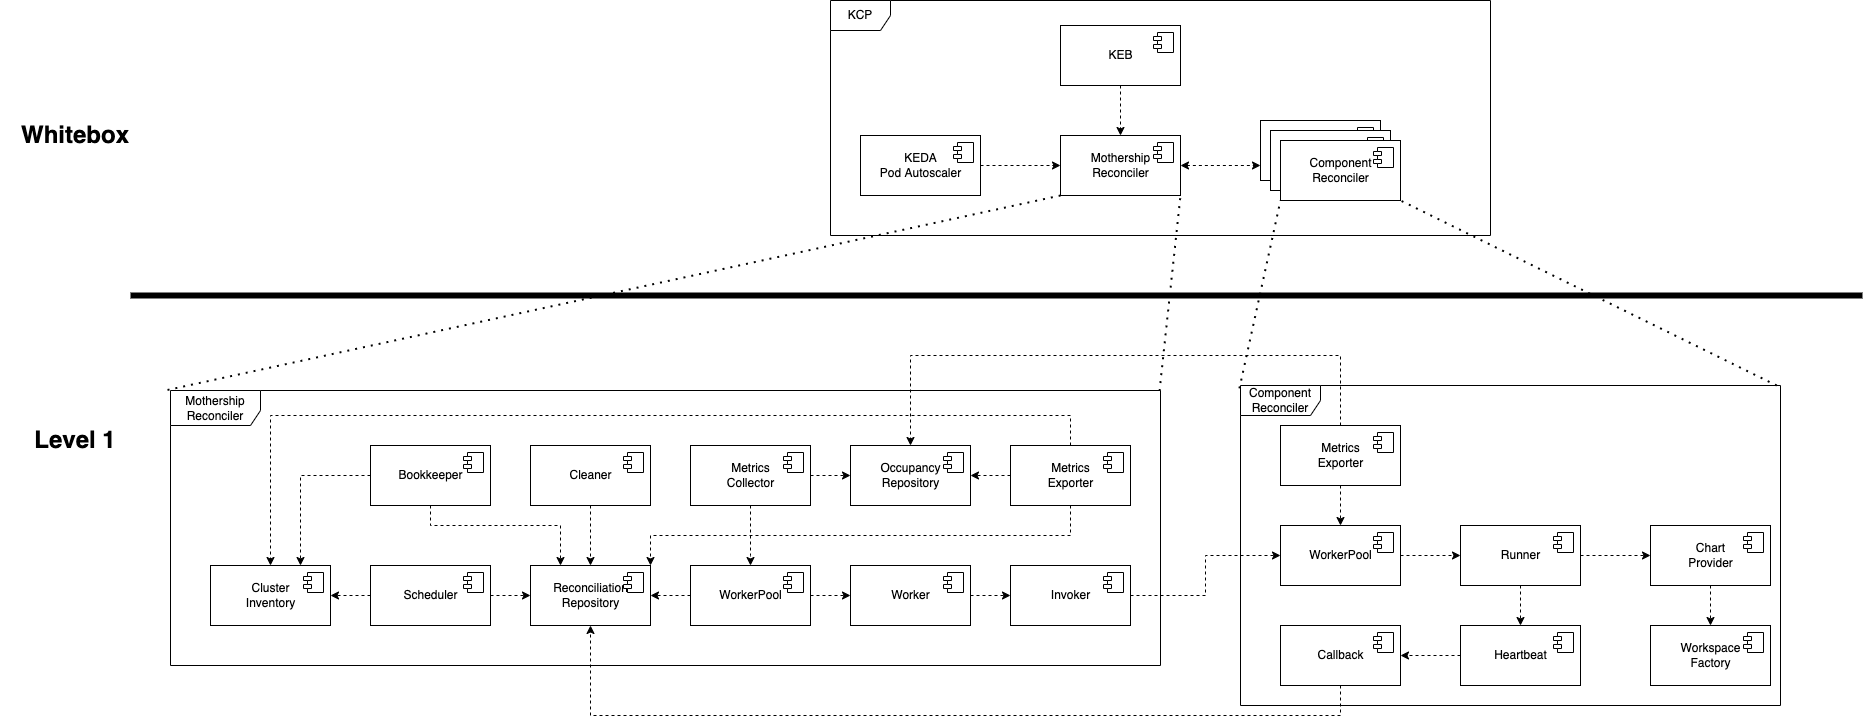 KCP
KEB
Whitebox
KEDA
Pod Autoscaler
Mothership
Reconciler
Component
Reconciler
Level 1
Mothership
Reconciler
Component
Reconciler
Bookkeeper
Cleaner
Metrics
Collector
Occupancy
Repository
Metrics
Exporter
Metrics
Exporter
Cluster
Inventory
Scheduler
Reconciliation
Repository
WorkerPool
Worker
Invoker
WorkerPool
Runner
Chart
Provider
Callback
Heartbeat
Workspace
Factory